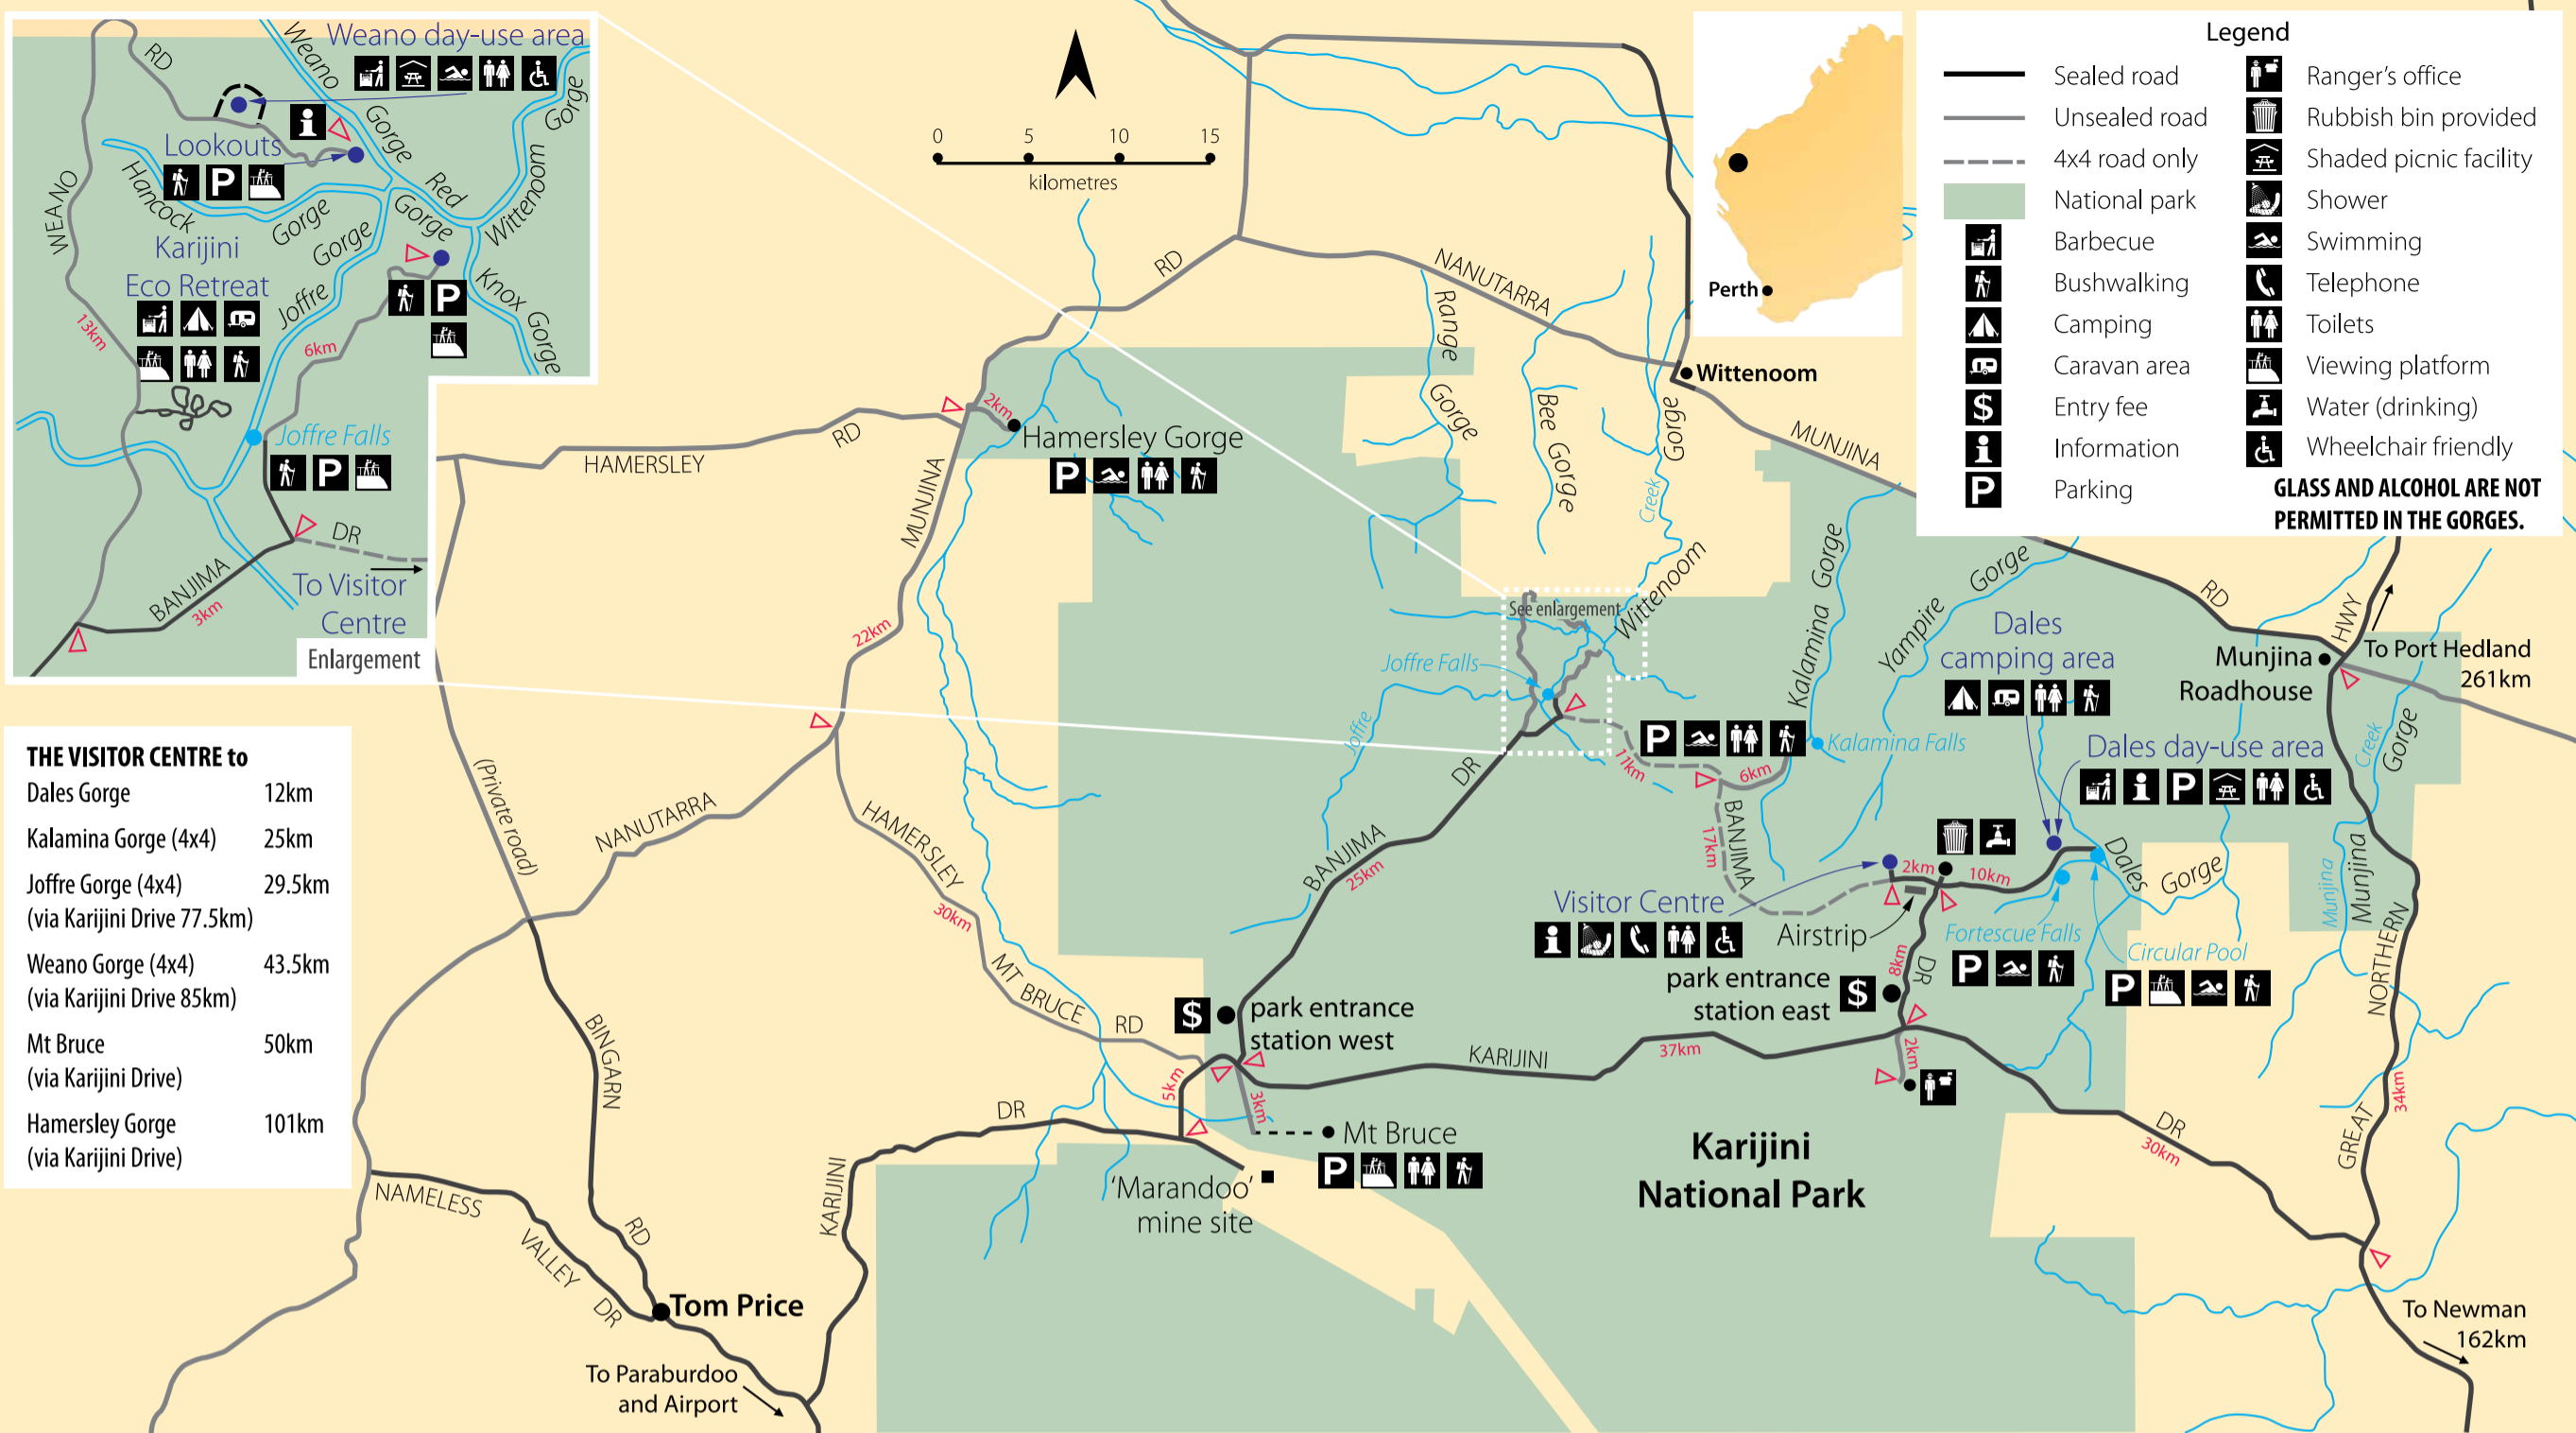 Weano day-use area
RD
Weano
Gorge
Gorge
Lookouts
Hancock
Gorge
Red
Gorge
Wittenoom
WEANO
Karijini
Eco Retreat
Gorge
Joffre
Knox
Gorge
13km
6km
Joffre Falls
DR
BANJIMA
3km
To Visitor
Centre
Enlargement
0 5 10 15
kilometres
Perth
Legend
Sealed road
Unsealed road
4x4 road only
National park
Barbecue
Bushwalking
Camping
Caravan area
Entry fee
Information
Parking
Ranger's office
Rubbish bin provided
Shaded picnic facility
Shower
Swimming
Telephone
Toilets
Viewing platform
Water (drinking)
Wheelchair friendly
GLASS AND ALCOHOL ARE NOT
PERMITTED IN THE GORGES.
RD
NANUTARRA
Wittenoom
MUNJINA
RD
2km
Hamersley Gorge
HAMERSLEY
RD
MUNJINA
22km
Range
Gorge
Bee Gorge
Gorge
Creek
Wittenoom
See enlargement
Joffre Falls
Joffre
Kalamina Gorge
Yampire
Gorge
Kalamina Falls
11km
6km
BANJIMA
17km
DR
BANJIMA
25km
Dales
camping area
Dales day-use area
Munjina
Roadhouse
HWY
To Port Hedland
261km
Creek
Gorge
Munjina
Munjina
Dales
Gorge
2km
10km
Visitor Centre
Airstrip
Fortescue Falls
Circular Pool
8km
DR
park entrance
station east
park entrance
station west
KARIJINI
37km
2km
NORTHERN
34km
GREAT
DR
30km
To Newman
162km
Karijini
National Park
(Private road)
NANUTARRA
HAMERSLEY
30km
MT BRUCE
RD
5km
3km
Mt Bruce
'Marandoo'
mine site
DR
KARIJINI
BINGARN
RD
NAMELESS
VALLEY
DR
Tom Price
To Paraburdoo
and Airport
THE VISITOR CENTRE to
Dales Gorge 12km
Kalamina Gorge (4x4) 25km
Joffre Gorge (4x4) 29.5km
(via Karijini Drive 77.5km)
Weano Gorge (4x4) 43.5km
(via Karijini Drive 85km)
Mt Bruce 50km
(via Karijini Drive)
Hamersley Gorge 101km
(via Karijini Drive)